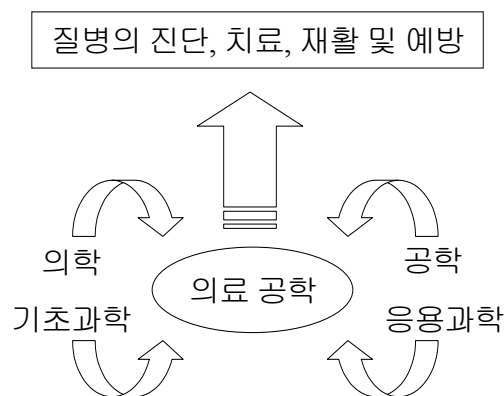 질병의 진단, 치료, 재활 및 예방
의학
공학
의료 공학
기초과학
응용과학